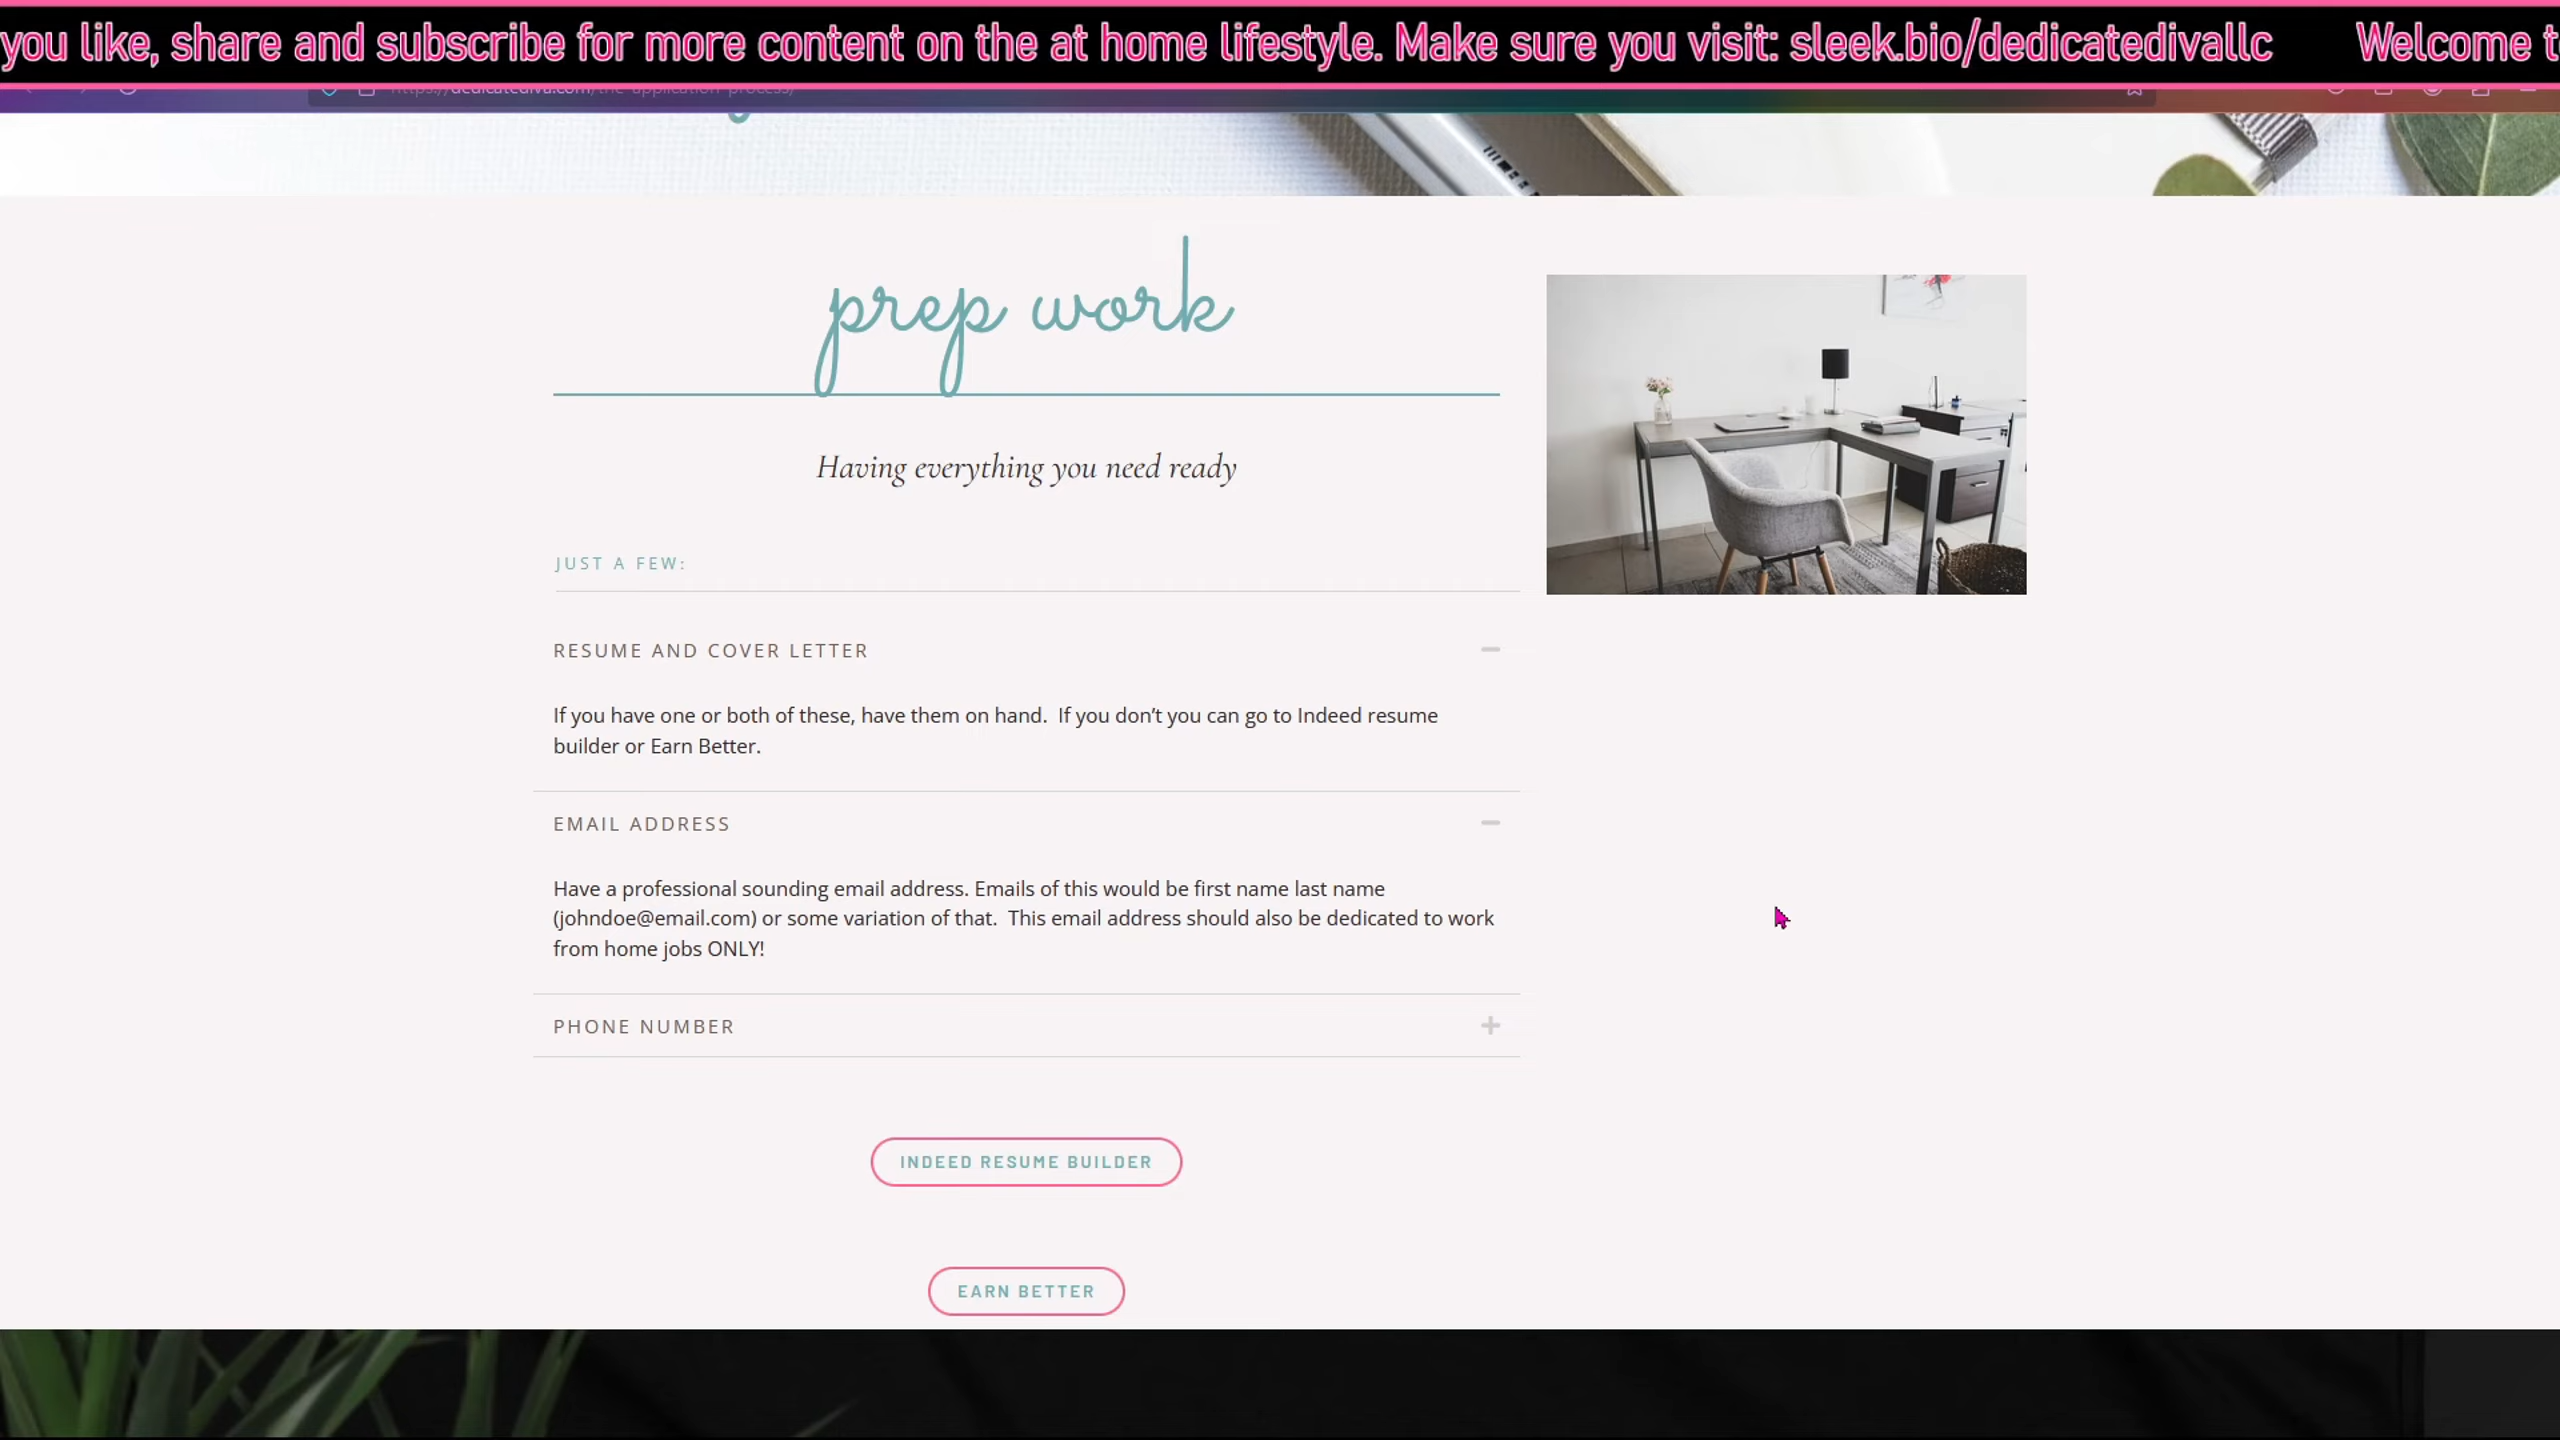 you like, share and subscribe for more content on the at home lifestyle. Make sure you visit: sleek.bio/dedicatedivallc Welcome
prep work
Having everything you need ready
JUST A FEW:
RESUME AND COVER LETTER
If you have one or both of these, have them on hand.  If you don’t you can go to Indeed resume
builder or Earn Better.
EMAIL ADDRESS
Have a professional sounding email address. Emails of this would be first name last name
(johndoe@email.com) or some variation of that.  This email address should also be dedicated to work
from home jobs ONLY!
PHONE NUMBER
INDEED RESUME BUILDER
EARN BETTER